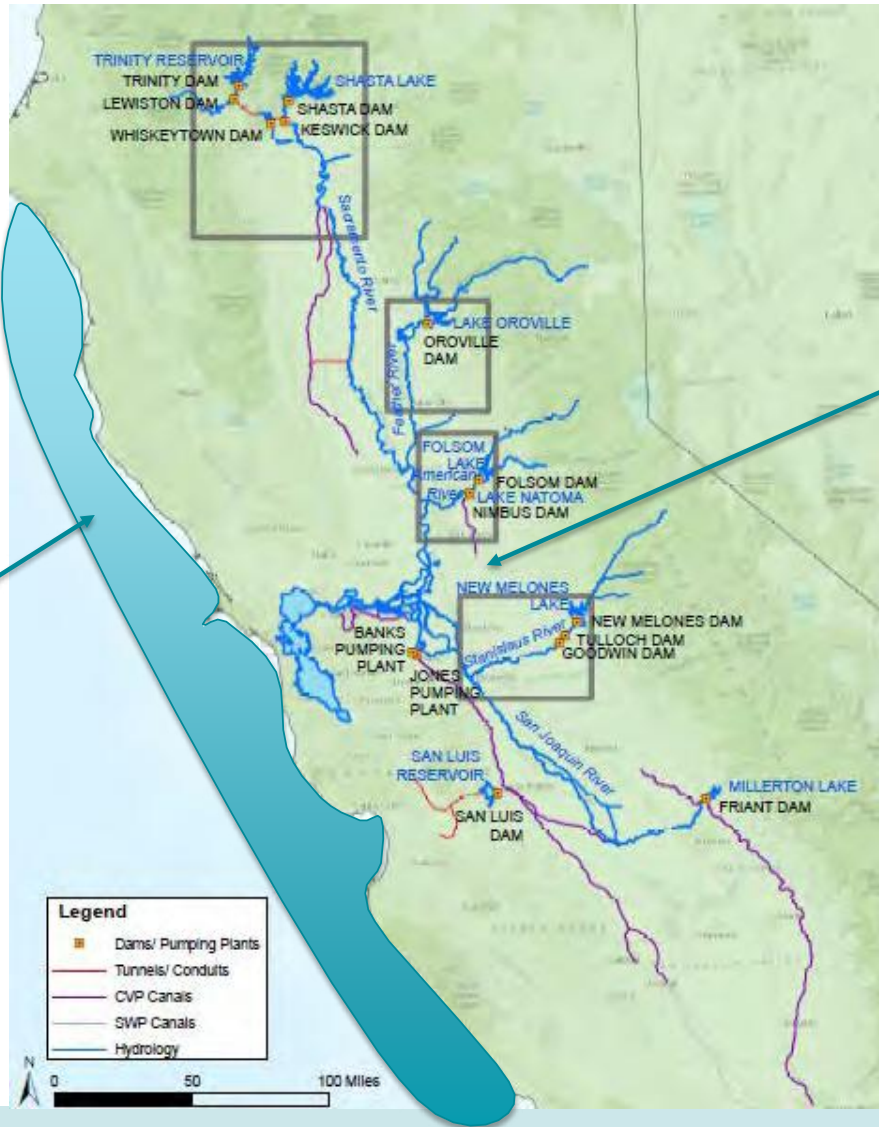 TRINITY RESERVOIR
TRINITY DAM
SHASTA LAKE
LEWISTON DAM
SHASTA DAM
WHISKEYTOWN DAM
KESWICK DAM
Sacramento River
LAKE OROVILLE
OROVILLE
DAM
Feather River
FOLSOM
LAKE
American
River
FOLSOM DAM
LAKE NATOMA
NIMBUS DAM
NEW MELONES
LAKE
NEW MELONES DAM
TULLOCH DAM
GOODWIN DAM
Stanislaus River
BANKS
PUMPING
PLANT
JONES
PUMPING
PLANT
San Joaquin River
SAN LUIS
RESERVOIR
SAN LUIS
DAM
MILLERTON LAKE
FRIANT DAM
Legend
Dams/ Pumping Plants
Tunnels/ Conduits
CVP Canals
SWP Canals
Hydrology
N
0 50 100 Miles